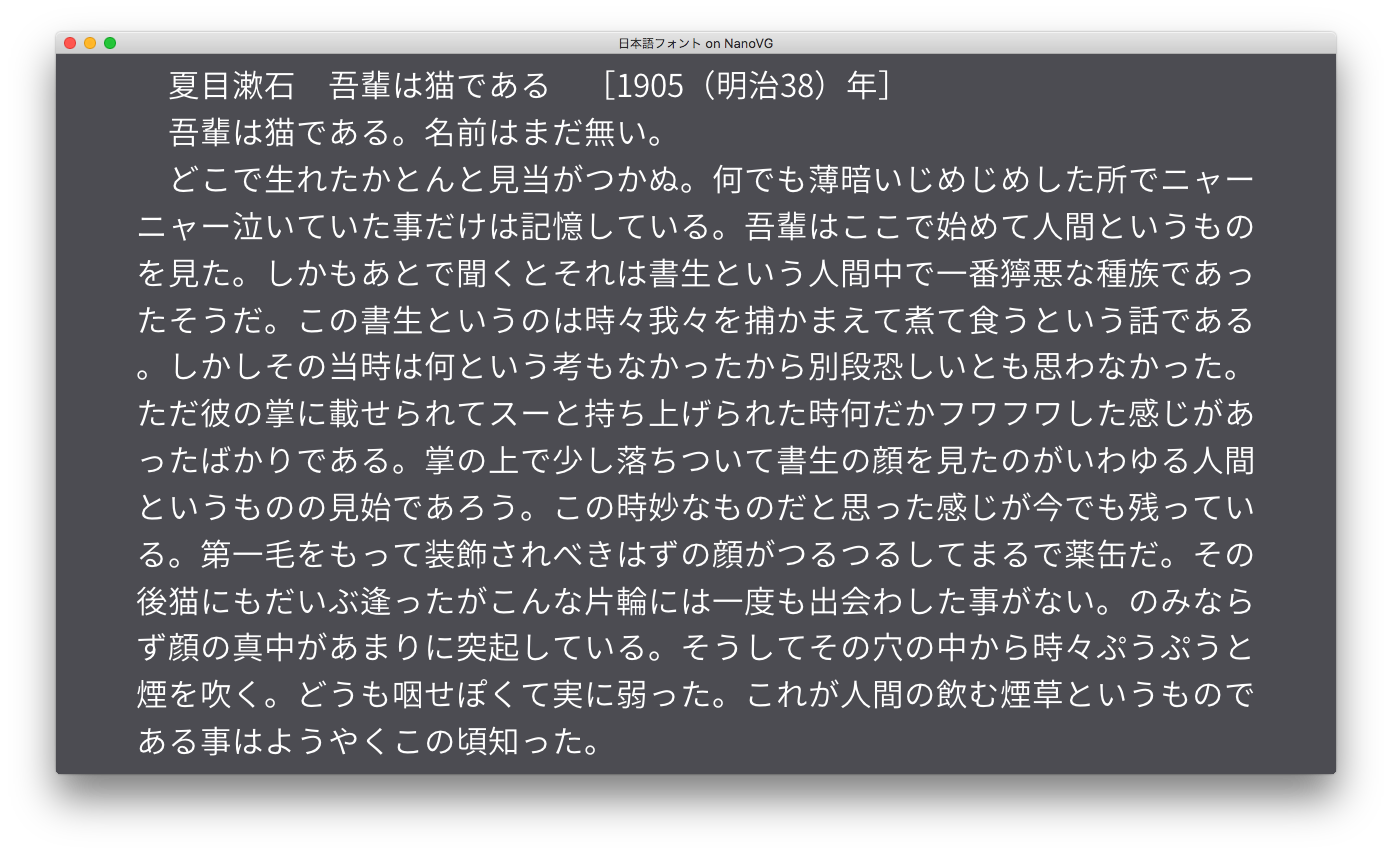 日本語フォント on NanoVG
　夏目漱石　吾輩は猫である　［1905（明治38）年］
　吾輩は猫である。名前はまだ無い。
　どこで生れたかとんと見当がつかぬ。何でも薄暗いじめじめした所でニャー
ニャー泣いていた事だけは記憶している。吾輩はここで始めて人間というもの
を見た。しかもあとで聞くとそれは書生という人間中で一番獰悪な種族であっ
たそうだ。この書生というのは時々我々を捕かまえて煮て食うという話である
。しかしその当時は何という考もなかったから別段恐しいとも思わなかった。
ただ彼の掌に載せられてスーと持ち上げられた時何だかフワフワした感じがあ
ったばかりである。掌の上で少し落ちついて書生の顔を見たのがいわゆる人間
というものの見始であろう。この時妙なものだと思った感じが今でも残ってい
る。第一毛をもって装飾されべきはずの顔がつるつるしてまるで薬缶だ。その
後猫にもだいぶ逢ったがこんな片輪には一度も出会わした事がない。のみなら
ず顔の真中があまりに突起している。そうしてその穴の中から時々ぷうぷうと
煙を吹く。どうも咽せぽくて実に弱った。これが人間の飲む煙草というもので
ある事はようやくこの頃知った。